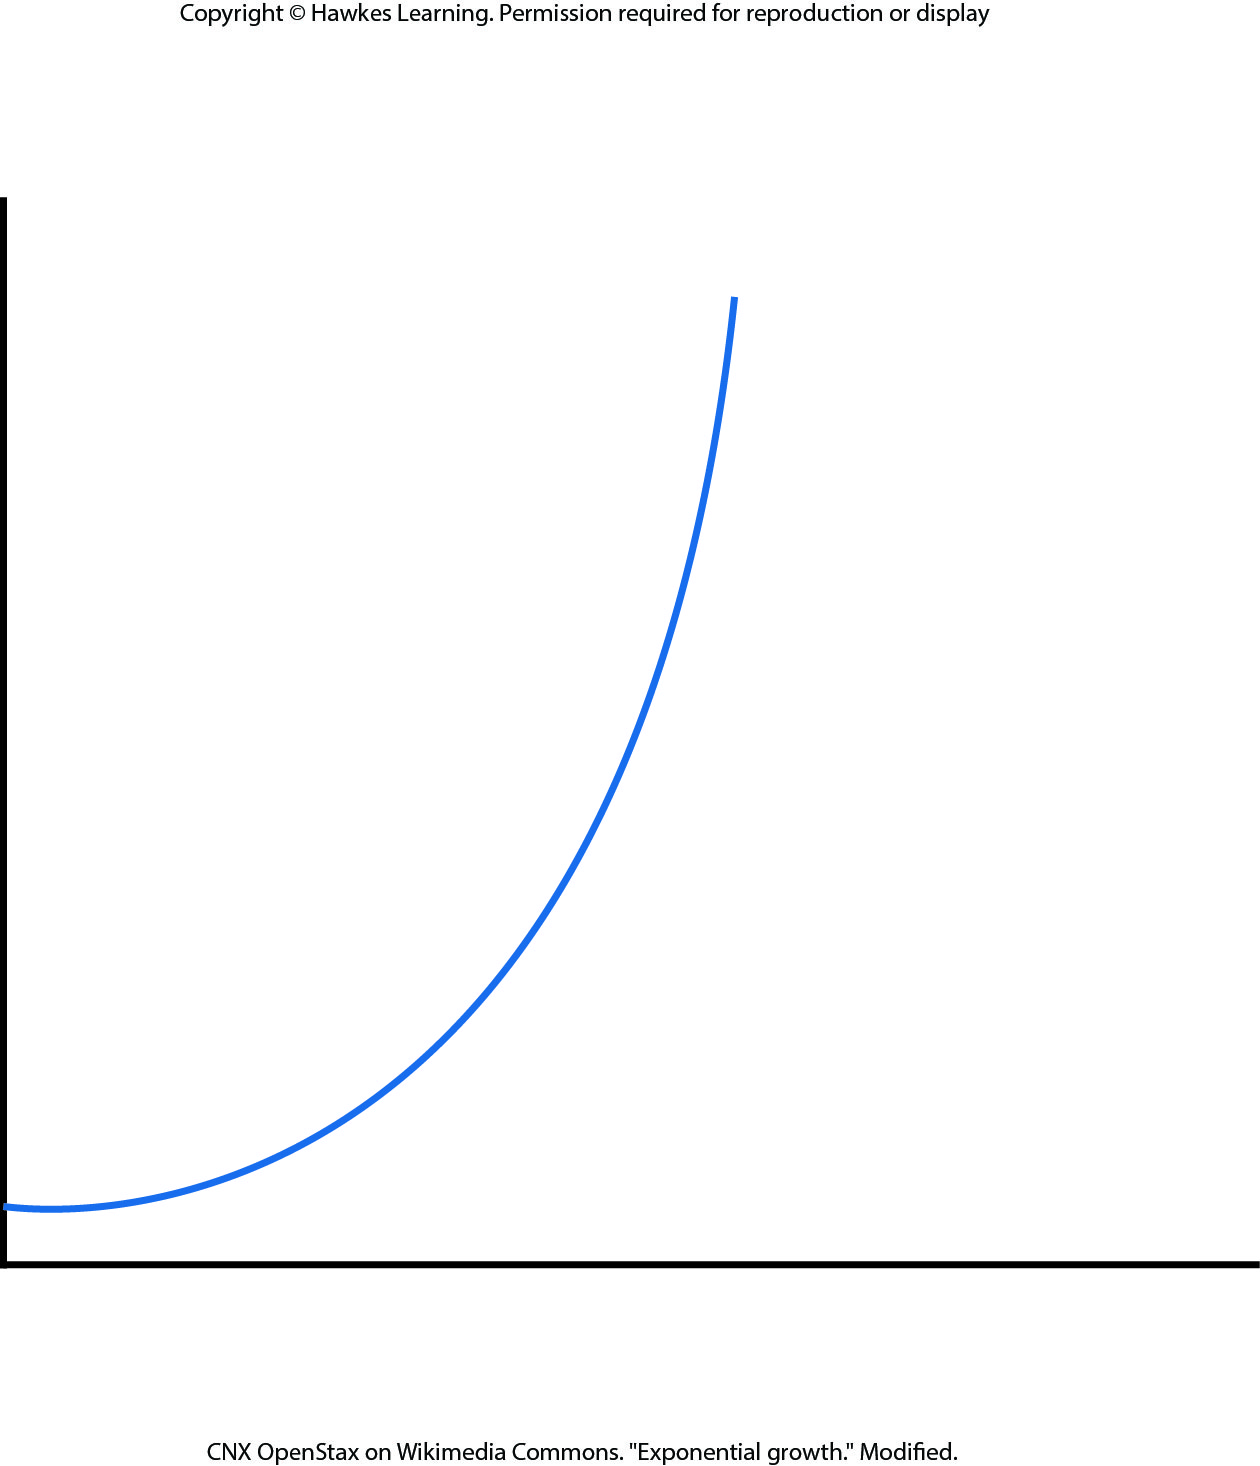 Copyright © Hawkes Learning. Permission required for reproduction or display
CNX OpenStax on Wikimedia Commons. "Exponential growth." Modified.